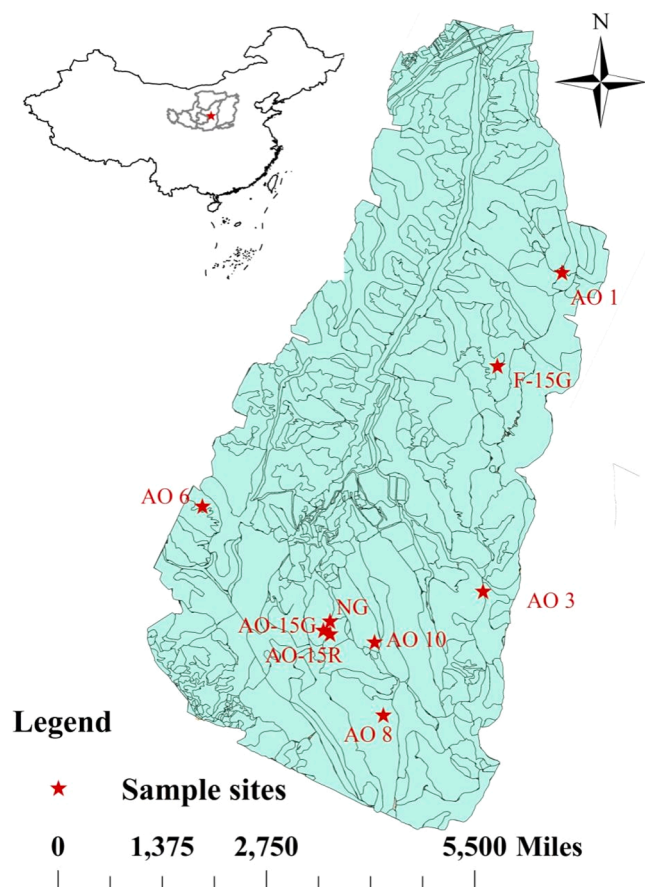 N
AO 1
F-15G
AO 6
AO 3
NG
AO-15G
AO 10
AO-15R
AO 8
Legend
Sample sites
0 1,375 2,750 5,500 Miles